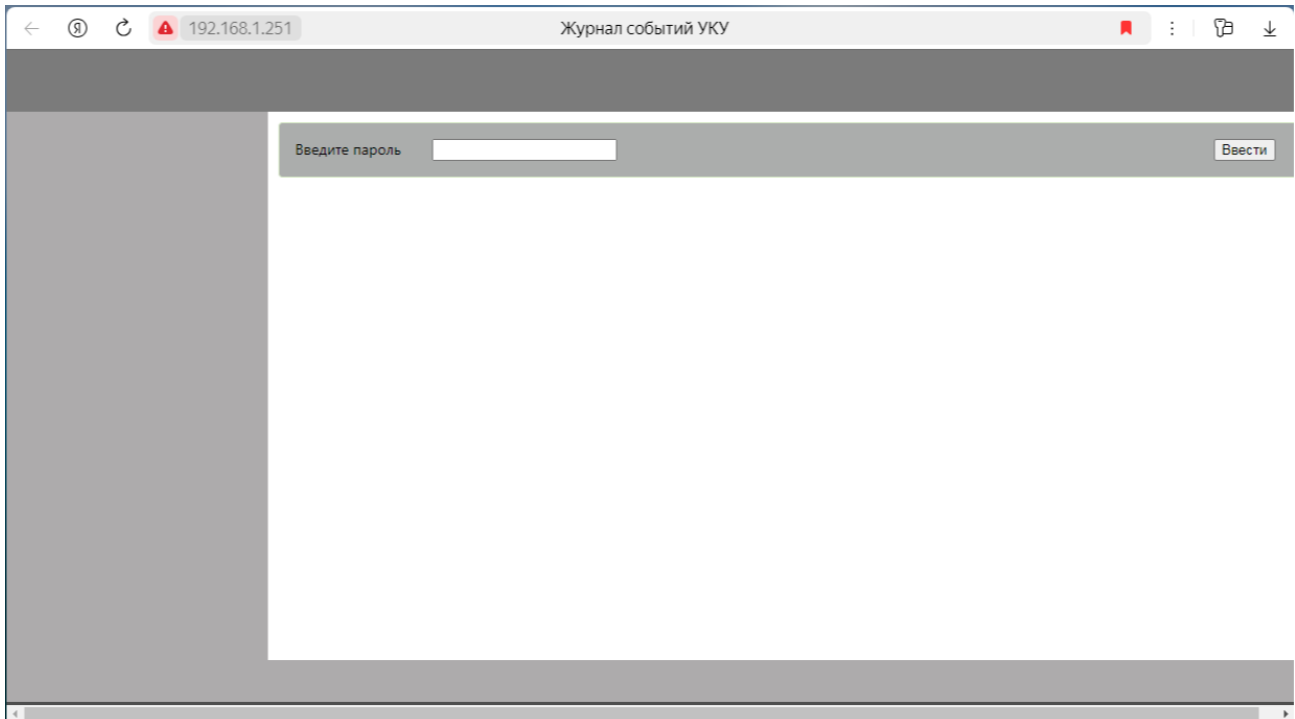 Я 192.168.1.251 Журнал событий УКУ
Введите пароль Ввести